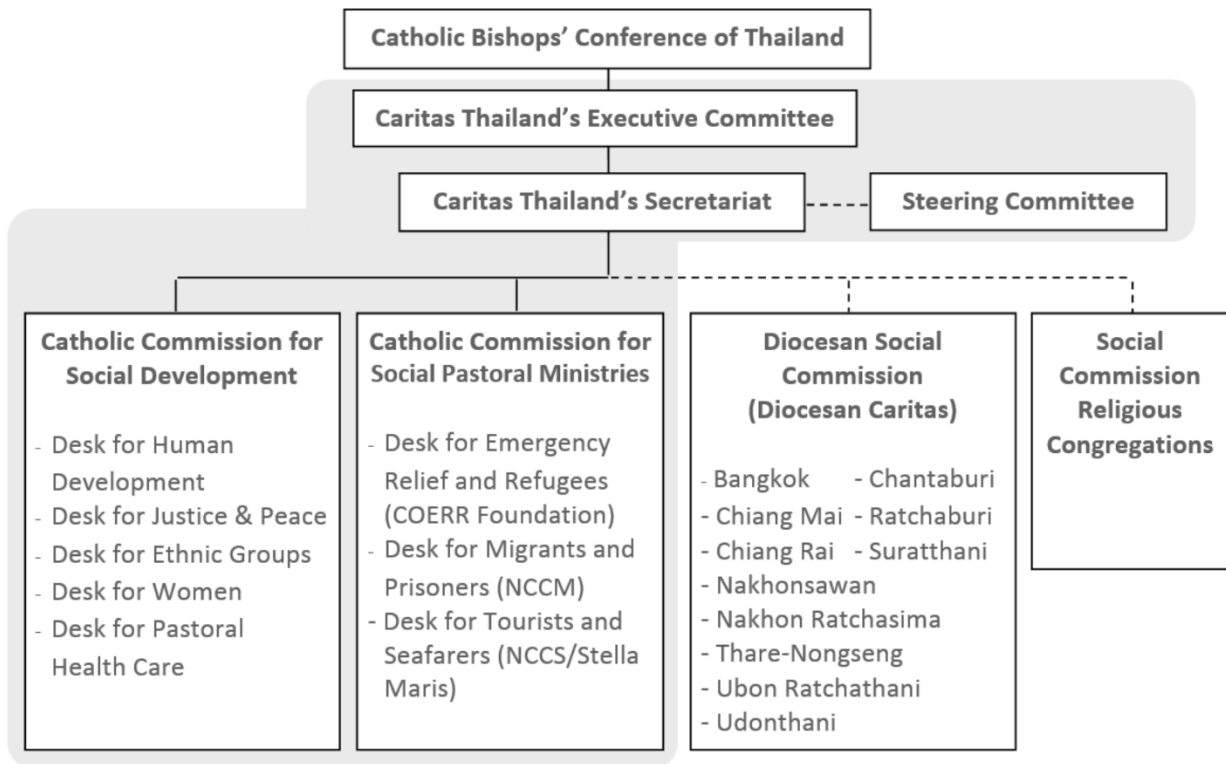 Catholic Bishops’ Conference of Thailand
Caritas Thailand’s Executive Committee
Caritas Thailand’s Secretariat
Steering Committee
Catholic Commission for
Social Development
- Desk for Human
Development
- Desk for Justice & Peace
- Desk for Ethnic Groups
- Desk for Women
- Desk for Pastoral
Health Care
Catholic Commission for
Social Pastoral Ministries
- Desk for Emergency
Relief and Refugees
(COERR Foundation)
- Desk for Migrants and
Prisoners (NCCM)
- Desk for Tourists and
Seafarers (NCCS/Stella
Maris)
Diocesan Social
Commission
(Diocesan Caritas)
- Bangkok - Chantaburi
- Chiang Mai - Ratchaburi
- Chiang Rai - Suratthani
- Nakhonsawan
- Nakhon Ratchasima
- Thare-Nongseng
- Ubon Ratchathani
- Udonthani
Social
Commission
Religious
Congregations